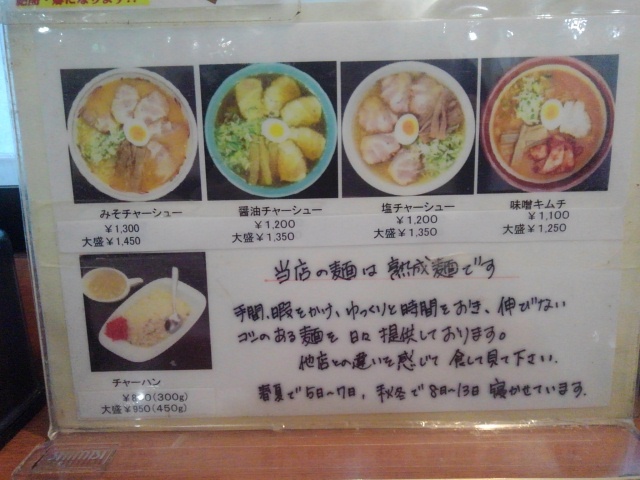 みそチャーシュー
￥1,300
大盛￥1,450
醤油チャーシュー
￥1,200
大盛￥1,350
塩チャーシュー
￥1,200
大盛￥1,350
味噌キムチ
￥1,100
大盛￥1,250
チャーハン
(300g)
大盛￥950(450g)
当店の麺は熟成麺です
手間、暇をかけ、ゆっくりと時間をおき、伸びない
コシのある麺を日々提供しております。
他店との違いを感じて食して見て下さい。
春夏で5日～7日，秋冬で8日～13日寝かせています。